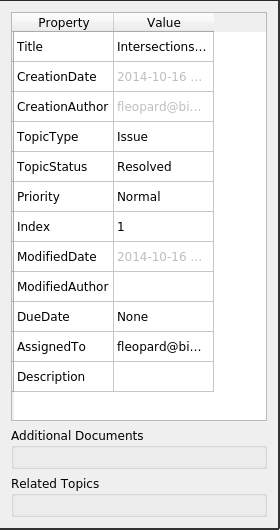 Property Value
Title Intersections...
CreationDate 2014-10-16 ...
CreationAuthor fleopard@bi...
TopicType Issue
TopicStatus Resolved
Priority Normal
Index 1
ModifiedDate 2014-10-16 ...
ModifiedAuthor
DueDate None
AssignedTo fleopard@bi...
Description
Additional Documents
Related Topics